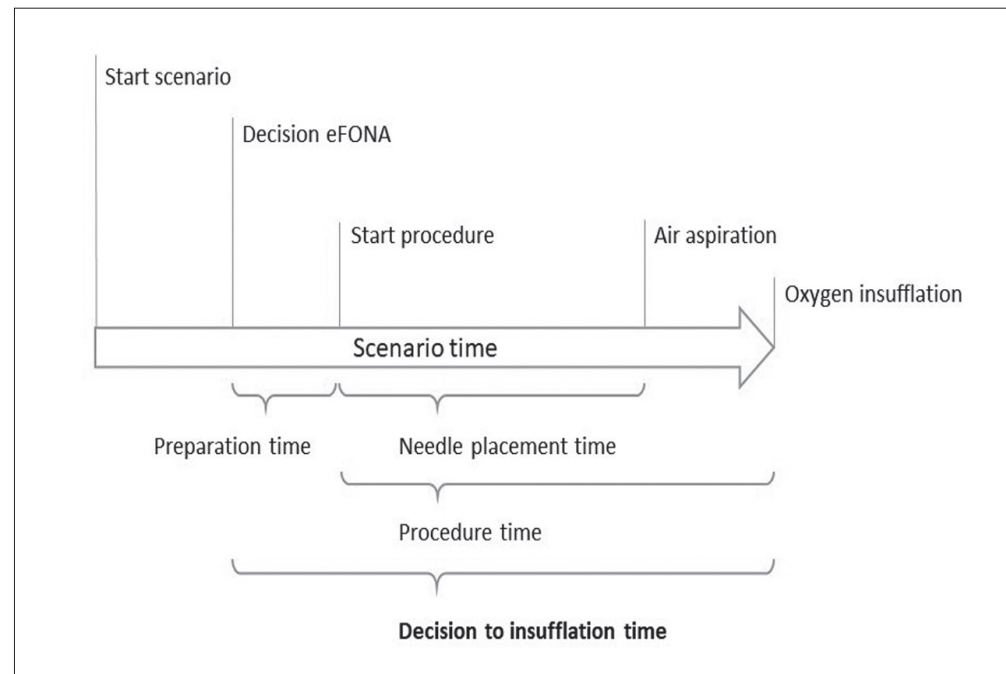 Start scenario
Decision eFONA
Start procedure
Air aspiration
Oxygen insufflation
Scenario time
Preparation time
Needle placement time
Procedure time
Decision to insufflation time